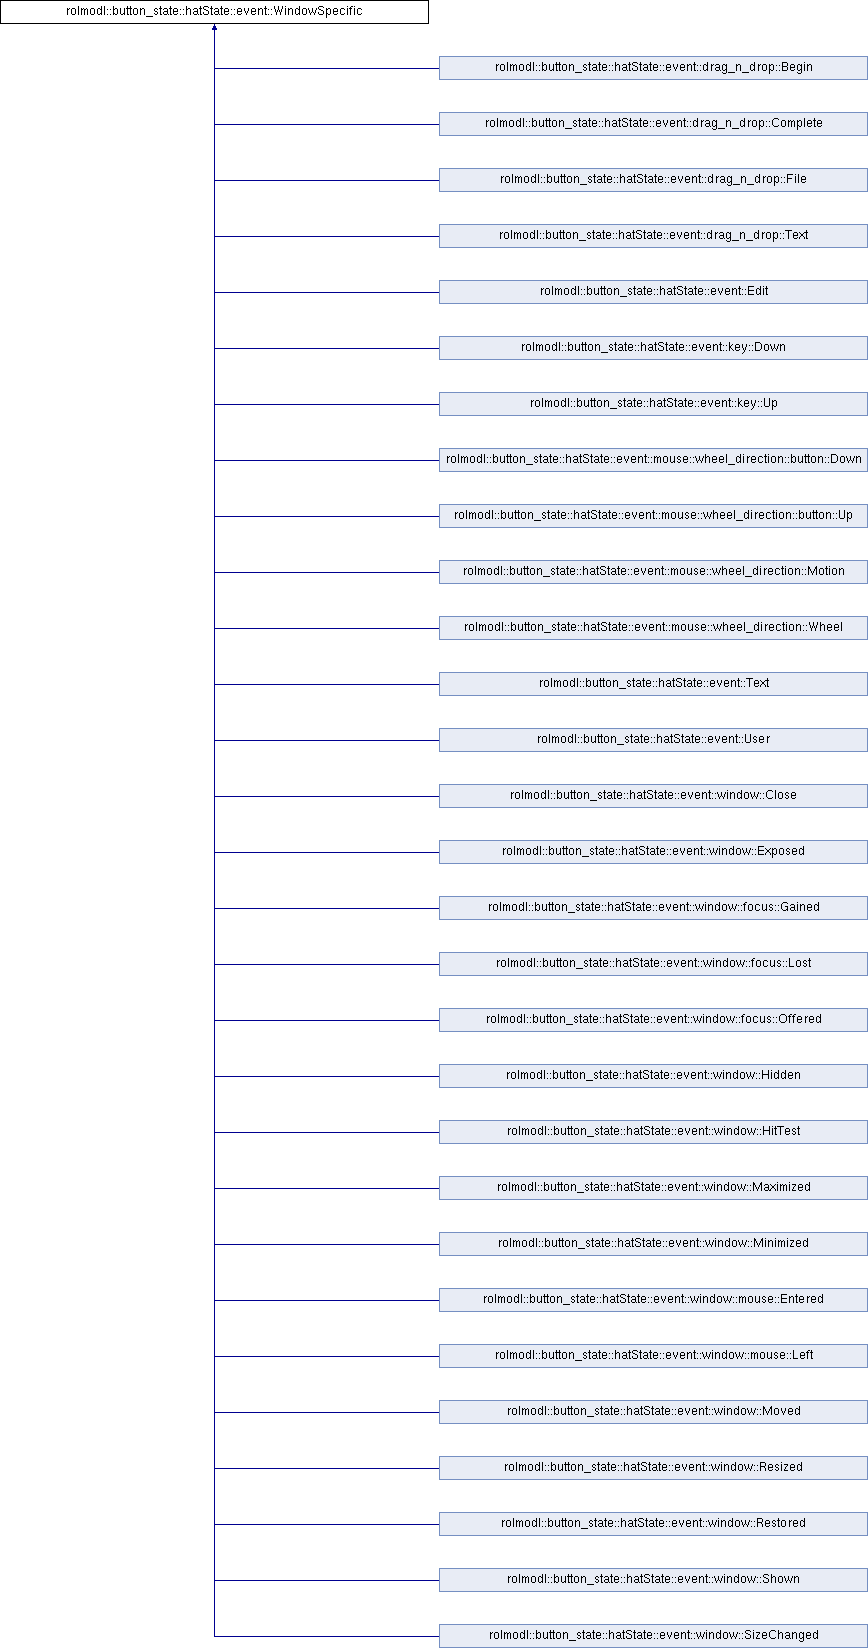 rolmodl::button_state::hatState::event::WindowSpecific
rolmodl::button_state::hatState::event::drag_n_drop::Begin
rolmodl::button_state::hatState::event::drag_n_drop::Complete
rolmodl::button_state::hatState::event::drag_n_drop::File
rolmodl::button_state::hatState::event::drag_n_drop::Text
rolmodl::button_state::hatState::event::Edit
rolmodl::button_state::hatState::event::key::Down
rolmodl::button_state::hatState::event::key::Up
rolmodl::button_state::hatState::event::mouse::wheel_direction::button::Down
rolmodl::button_state::hatState::event::mouse::wheel_direction::button::Up
rolmodl::button_state::hatState::event::mouse::wheel_direction::Motion
rolmodl::button_state::hatState::event::mouse::wheel_direction::Wheel
rolmodl::button_state::hatState::event::Text
rolmodl::button_state::hatState::event::User
rolmodl::button_state::hatState::event::window::Close
rolmodl::button_state::hatState::event::window::Exposed
rolmodl::button_state::hatState::event::window::focus::Gained
rolmodl::button_state::hatState::event::window::focus::Lost
rolmodl::button_state::hatState::event::window::focus::Offered
rolmodl::button_state::hatState::event::window::Hidden
rolmodl::button_state::hatState::event::window::HitTest
rolmodl::button_state::hatState::event::window::Maximized
rolmodl::button_state::hatState::event::window::Minimized
rolmodl::button_state::hatState::event::window::mouse::Entered
rolmodl::button_state::hatState::event::window::mouse::Left
rolmodl::button_state::hatState::event::window::Moved
rolmodl::button_state::hatState::event::window::Resized
rolmodl::button_state::hatState::event::window::Restored
rolmodl::button_state::hatState::event::window::Shown
rolmodl::button_state::hatState::event::window::SizeChanged